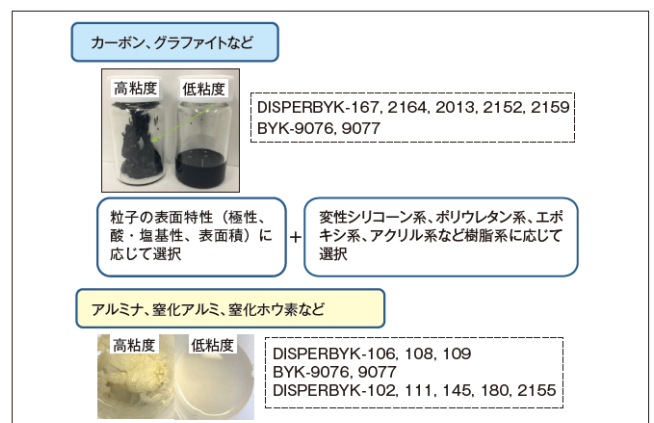 カーボン、グラファイトなど
高粘度 低粘度
DISPERBYK-167, 2164, 2013, 2152, 2159
BYK-9076, 9077
粒子の表面特性（極性、
酸・塩基性、表面積）に
応じて選択
+
変性シリコーン系、ポリウレタン系、エポ
キシ系、アクリル系など樹脂系に応じて
選択
アルミナ、窒化アルミ、窒化ホウ素など
高粘度 低粘度
DISPERBYK-106, 108, 109
BYK-9076, 9077
DISPERBYK-102, 111, 145, 180, 2155